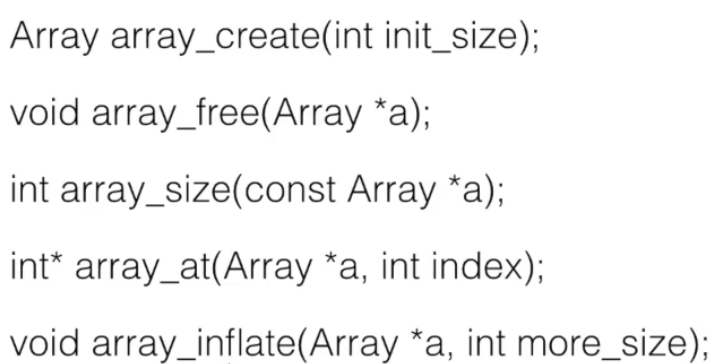 Array array_create(int init_size);
void array_free(Array *a);
int array_size(const Array *a);
int* array_at(Array *a, int index);
void array_inflate(Array *a, int more_size);